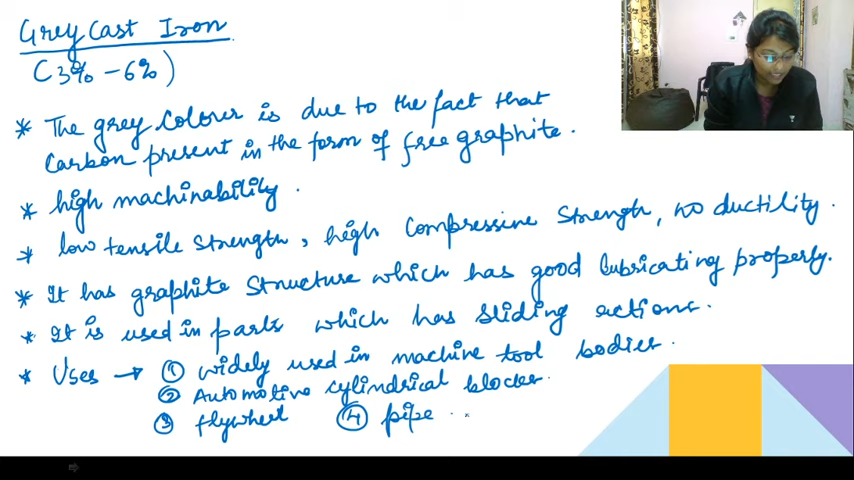 Grey Cast Iron
(3% - 6%)
* The grey colour is due to the fact that
carbon present in the form of free graphite.
* high machinability.
* low tensile strength, high compressive strength, no ductility.
* It has graphite structure which has good lubricating property.
* It is used in parts which has sliding actions.
* Uses → ① widely used in machine tool bodies.
② Automotive cylindrical blocks.
③ flywheel ④ pipe ..